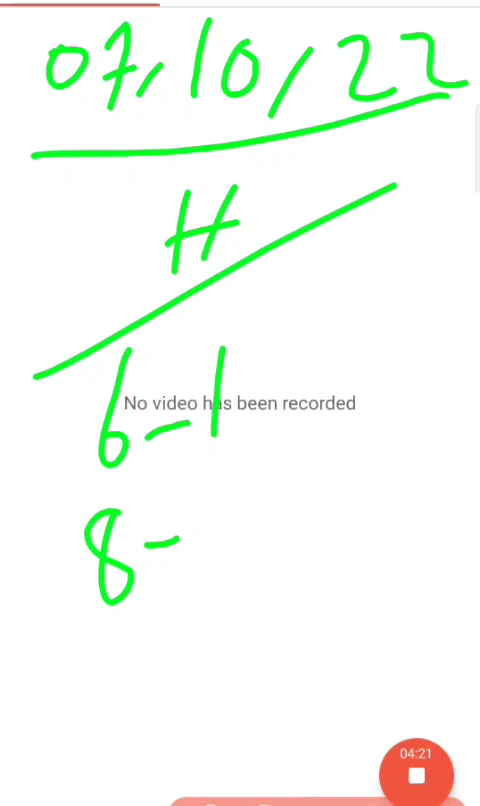 07,10,22
H
6-1
No video has been recorded
8-
04:21